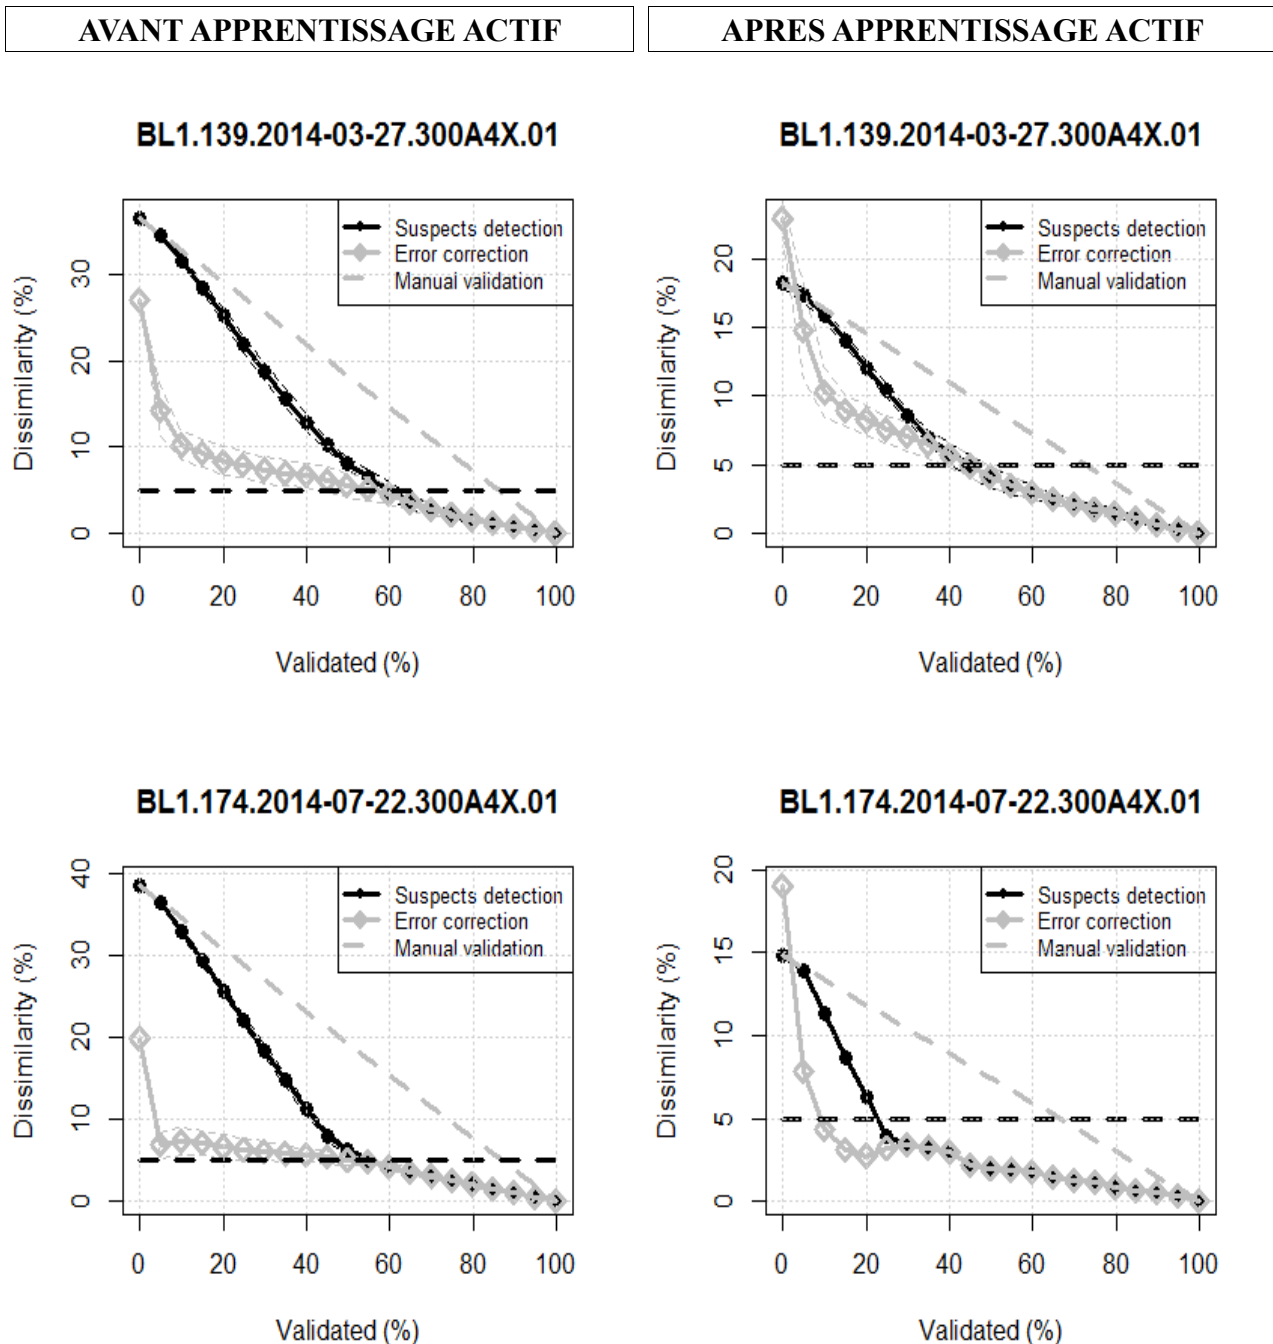 AVANT APPRENTISSAGE ACTIF
APRES APPRENTISSAGE ACTIF
BL1.139.2014-03-27.300A4X.01
Suspects detection
Error correction
Manual validation
Dissimilarity (%)
30
20
10
0
0 20 40 60 80 100
Validated (%)
BL1.139.2014-03-27.300A4X.01
Suspects detection
Error correction
Manual validation
Dissimilarity (%)
20
15
10
5
0
0 20 40 60 80 100
Validated (%)
BL1.174.2014-07-22.300A4X.01
Suspects detection
Error correction
Manual validation
Dissimilarity (%)
40
30
20
10
0
0 20 40 60 80 100
Validated (%)
BL1.174.2014-07-22.300A4X.01
Suspects detection
Error correction
Manual validation
Dissimilarity (%)
20
15
10
5
0
0 20 40 60 80 100
Validated (%)